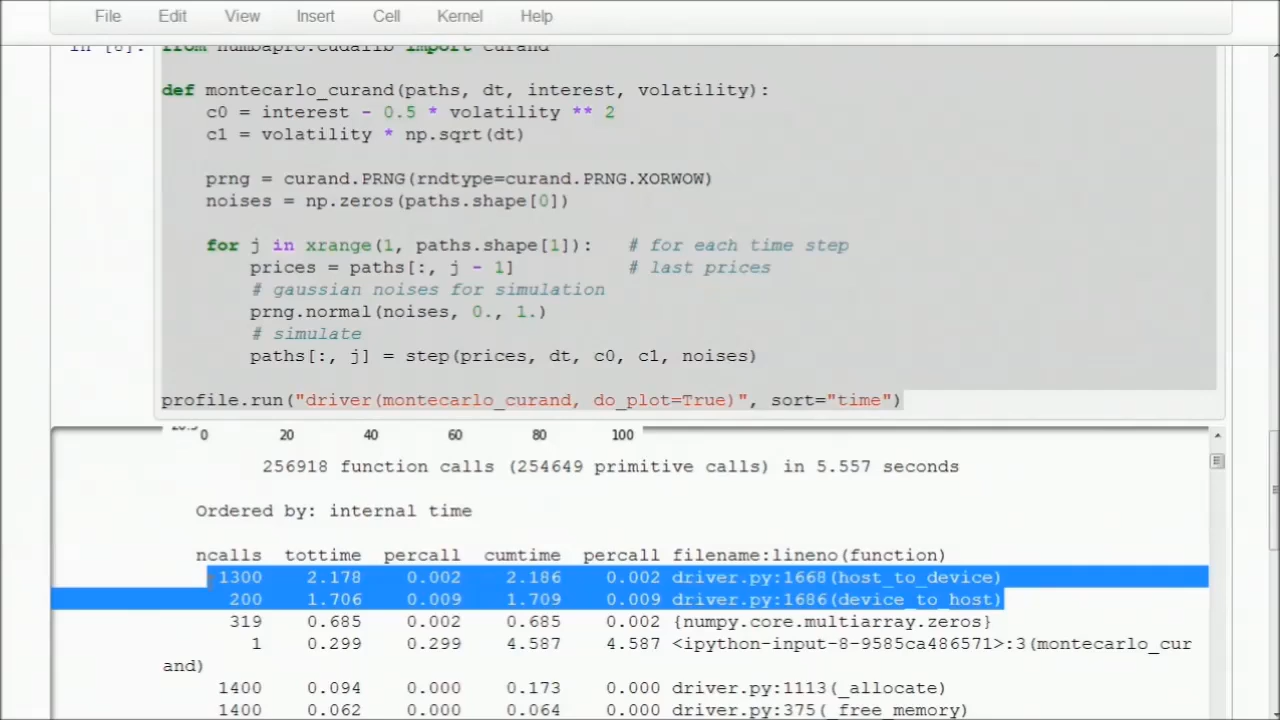 File Edit View Insert Cell Kernel Help
In [8]: from numbapro.cudalib import curand
def montecarlo_curand(paths, dt, interest, volatility):
c0 = interest - 0.5 * volatility ** 2
c1 = volatility * np.sqrt(dt)
prng = curand.PRNG(rndtype=curand.PRNG.XORWOW)
noises = np.zeros(paths.shape[0])
for j in xrange(1, paths.shape[1]): # for each time step
prices = paths[:, j - 1] # last prices
# gaussian noises for simulation
prng.normal(noises, 0., 1.)
# simulate
paths[:, j] = step(prices, dt, c0, c1, noises)
profile.run("driver(montecarlo_curand, do_plot=True)", sort="time")
0 20 40 60 80 100
256918 function calls (254649 primitive calls) in 5.557 seconds
Ordered by: internal time
ncalls tottime percall cumtime percall filename:lineno(function)
1300 2.178 0.002 2.186 0.002 driver.py:1668(host_to_device)
200 1.706 0.009 1.709 0.009 driver.py:1686(device_to_host)
319 0.685 0.002 0.685 0.002 {numpy.core.multiarray.zeros}
1 0.299 0.299 4.587 4.587 <ipython-input-8-9585ca486571>:3(montecarlo_cur
and)
1400 0.094 0.000 0.173 0.000 driver.py:1113(_allocate)
1400 0.062 0.000 0.064 0.000 driver.py:375(_free_memory)